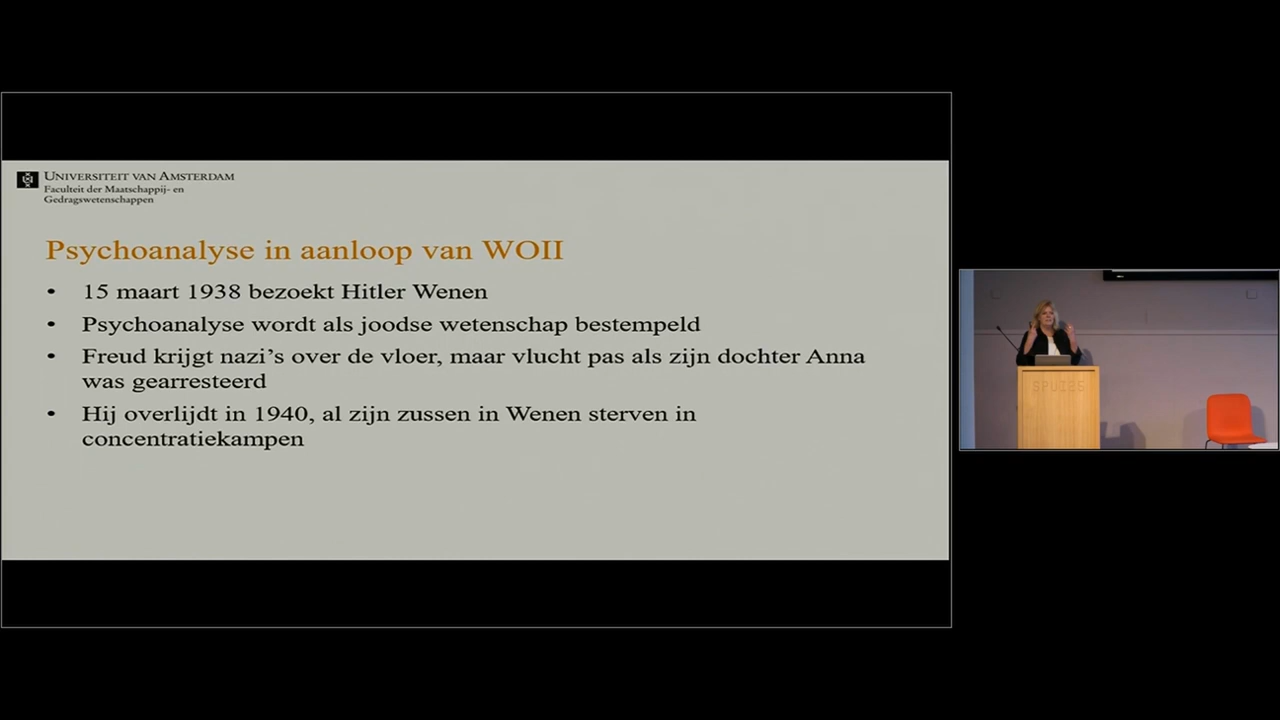 UNIVERSITEIT VAN AMSTERDAM
Faculteit der Maatschappij- en
Gedragswetenschappen
Psychoanalyse in aanloop van WOII
• 15 maart 1938 bezoekt Hitler Wenen
• Psychoanalyse wordt als joodse wetenschap bestempeld
• Freud krijgt nazi's over de vloer, maar vlucht pas als zijn dochter Anna
was gearresteerd
• Hij overlijdt in 1940, al zijn zussen in Wenen sterven in
concentratiekampen
SPUI25